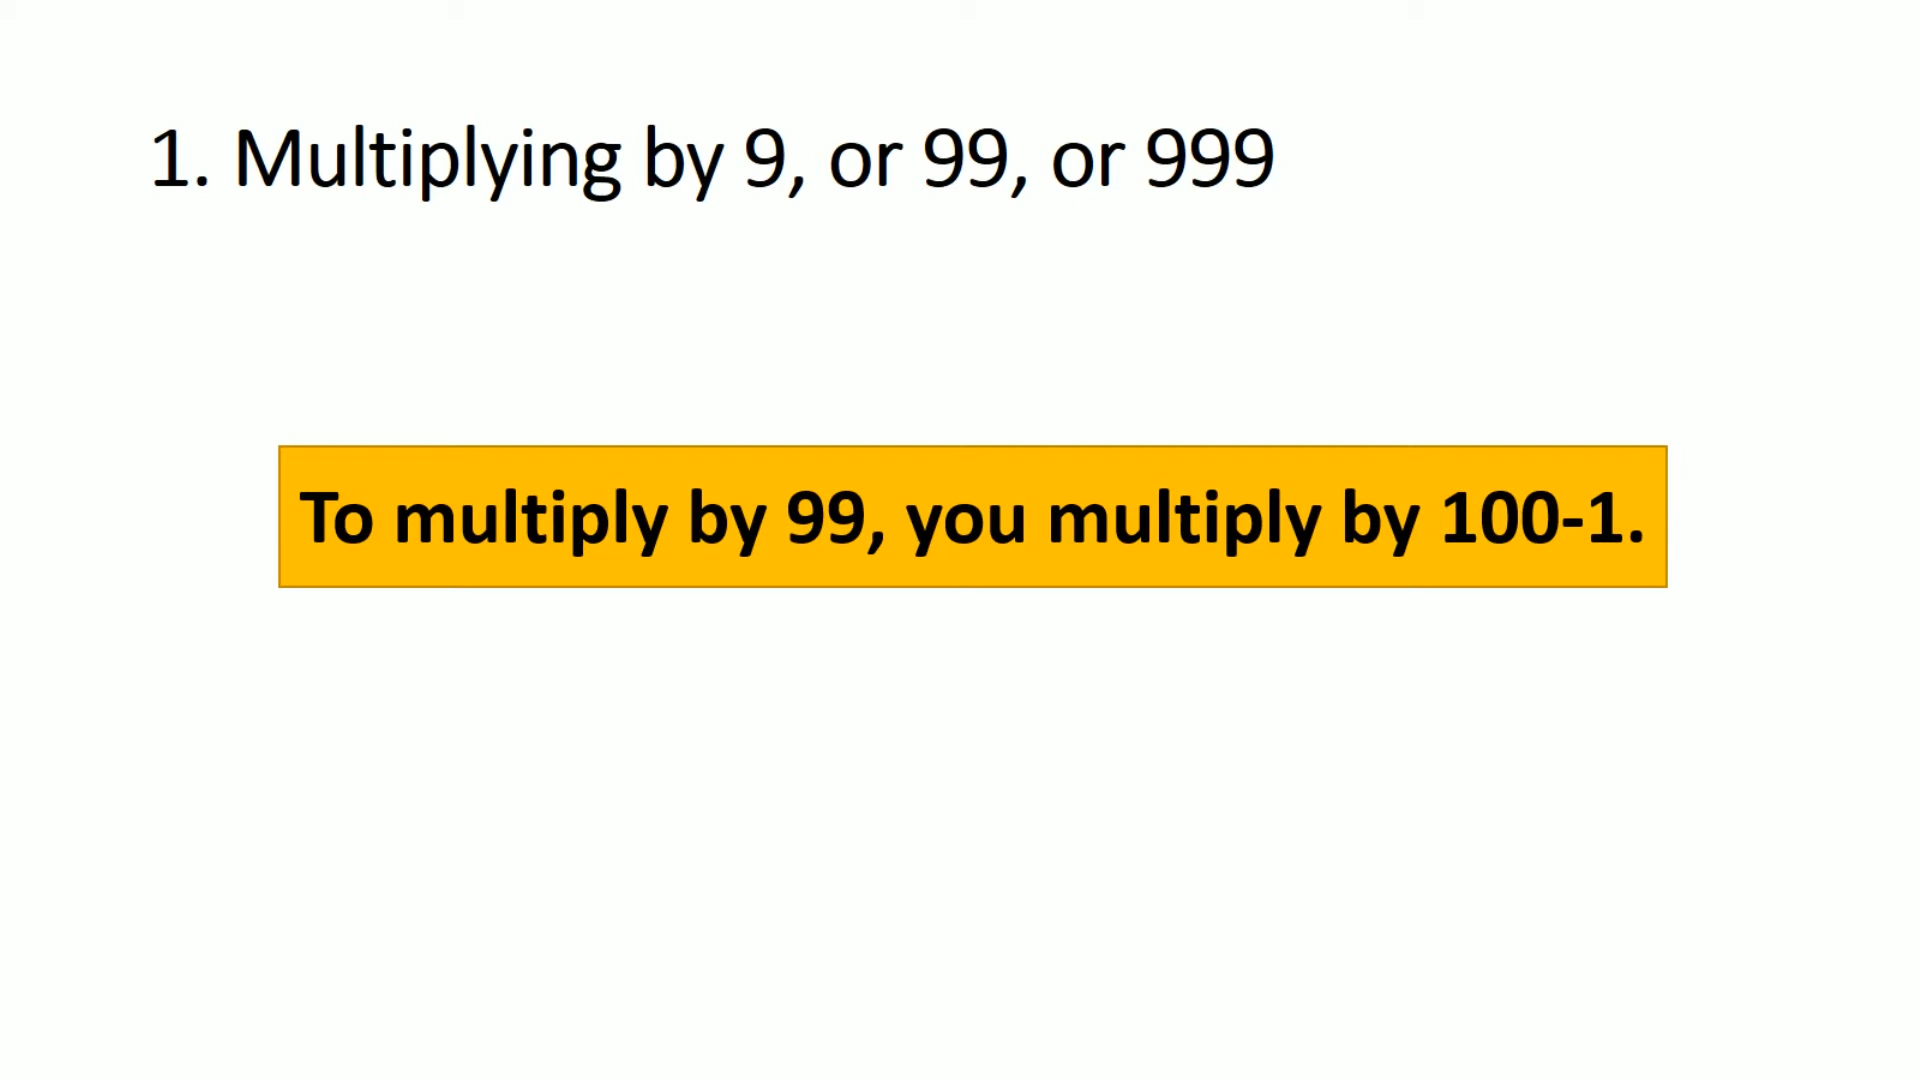 1. Multiplying by 9, or 99, or 999
To multiply by 99, you multiply by 100-1.